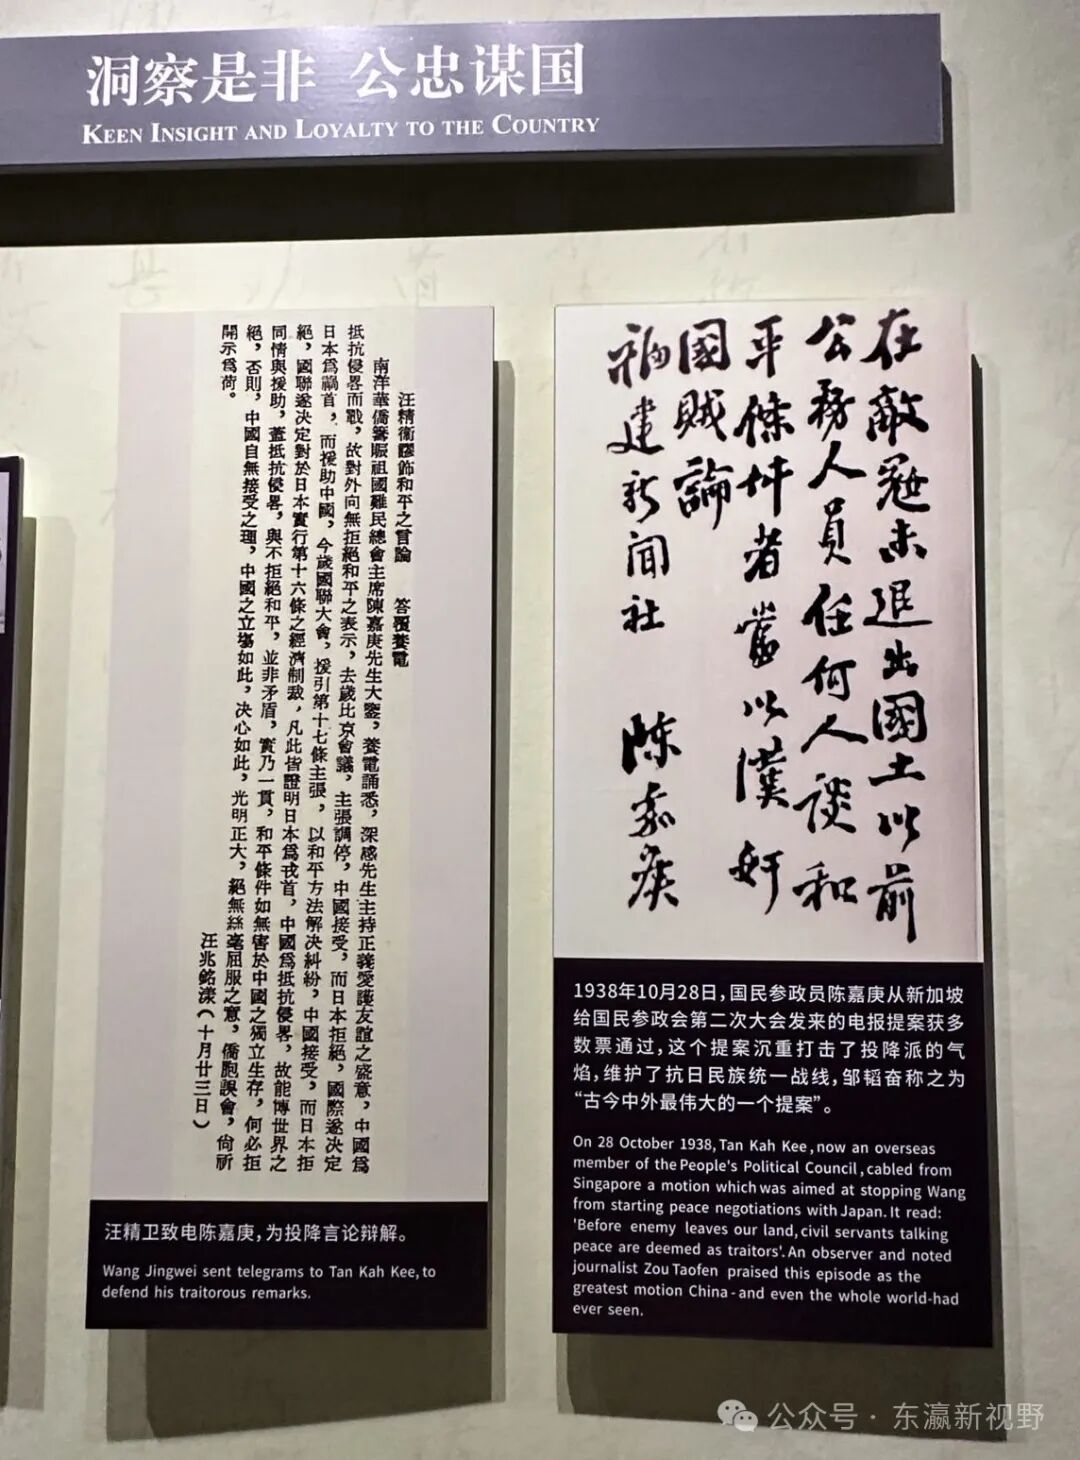 洞察是非 公忠谋国
KEEN INSIGHT AND LOYALTY TO THE COUNTRY
汪精衛謬飾和平之言論 答覆養電
南洋華僑籌賑祖國難民總會主席陳嘉庚先生大鑒，養電誦悉，深感先生主持正義愛護友誼之盛意，中國爲
抵抗侵畧而戰，故對外向無拒絕和平之表示，去歲比京會議，主張調停，中國接受，而日本拒絕，國際遂決定
日本爲禍首，而援助中國，今歲國聯大會，援引第十七條主張，以和平方法解決糾紛，中國接受，而日本拒
絕，國聯遂決定對於日本實行第十六條之經濟制裁，凡此皆證明日本爲戎首，中國爲抵抗侵畧，故能博世界之
同情與援助，蓋抵抗侵畧，與不拒絕和平，並非矛盾，實乃一貫，和平條件如無害於中國之獨立生存，何必拒
絕，否則，中國自無接受之理，中國之立塲如此，决心如此，光明正大，絕無絲毫屈服之意，僑胞誤會，尙祈
開示爲荷。
汪兆銘漾（十月廿三日）
汪精卫致电陈嘉庚，为投降言论辩解。
Wang Jingwei sent telegrams to Tan Kah Kee, to
defend his traitorous remarks.
在敵冦未退出國土以前
公務人員任何人談和
平條件者當以漢奸
國賊論
福建新聞社 陳嘉庚
1938年10月28日，国民参政员陈嘉庚从新加坡
给国民参政会第二次大会发来的电报提案获多
数票通过，这个提案沉重打击了投降派的气
焰，维护了抗日民族统一战线，邹韬奋称之为
“古今中外最伟大的一个提案”。
On 28 October 1938, Tan Kah Kee, now an overseas
member of the People's Political Council, cabled from
Singapore a motion which was aimed at stopping Wang
from starting peace negotiations with Japan. It read:
'Before enemy leaves our land, civil servants talking
peace are deemed as traitors'. An observer and noted
journalist Zou Taofen praised this episode as the
greatest motion China - and even the whole world-had
ever seen.
公众号 · 东瀛新视野